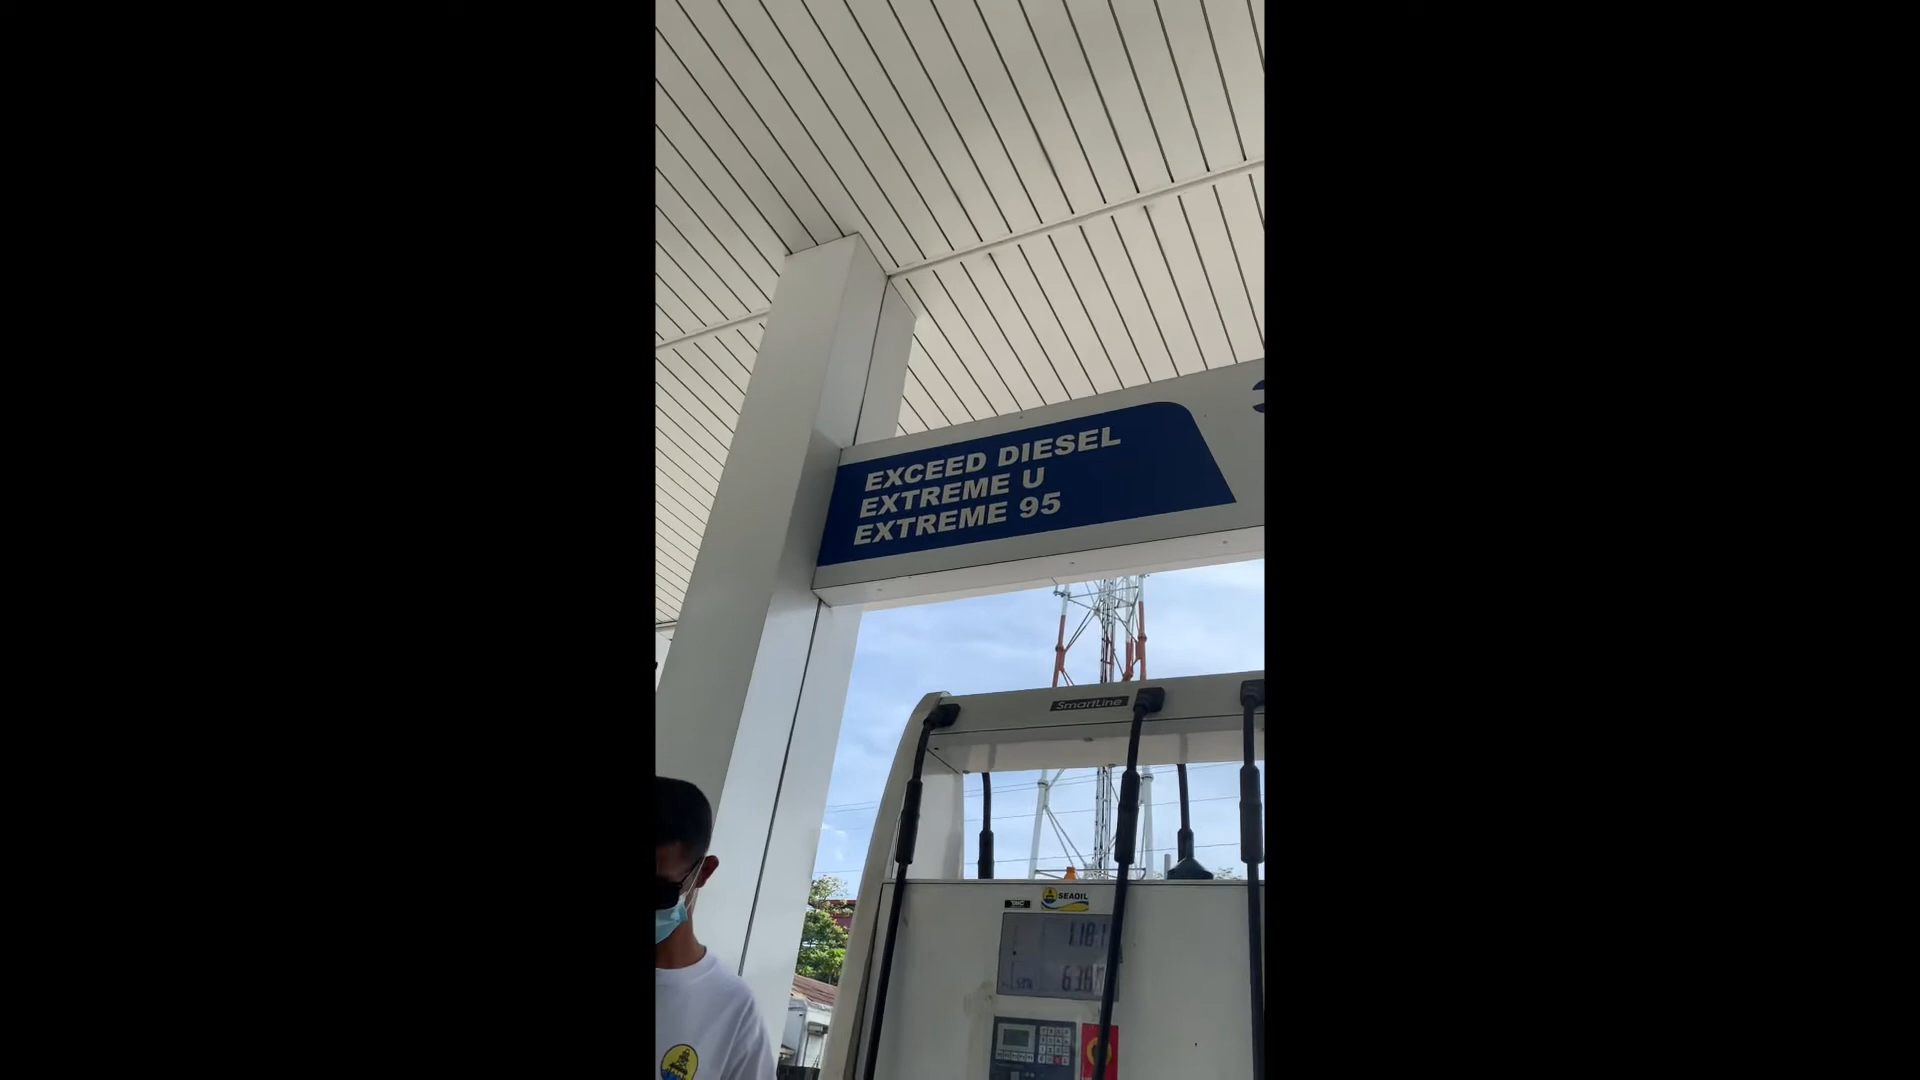 EXCEED DIESEL
EXTREME U
EXTREME 95
SmartLine
SEAOIL